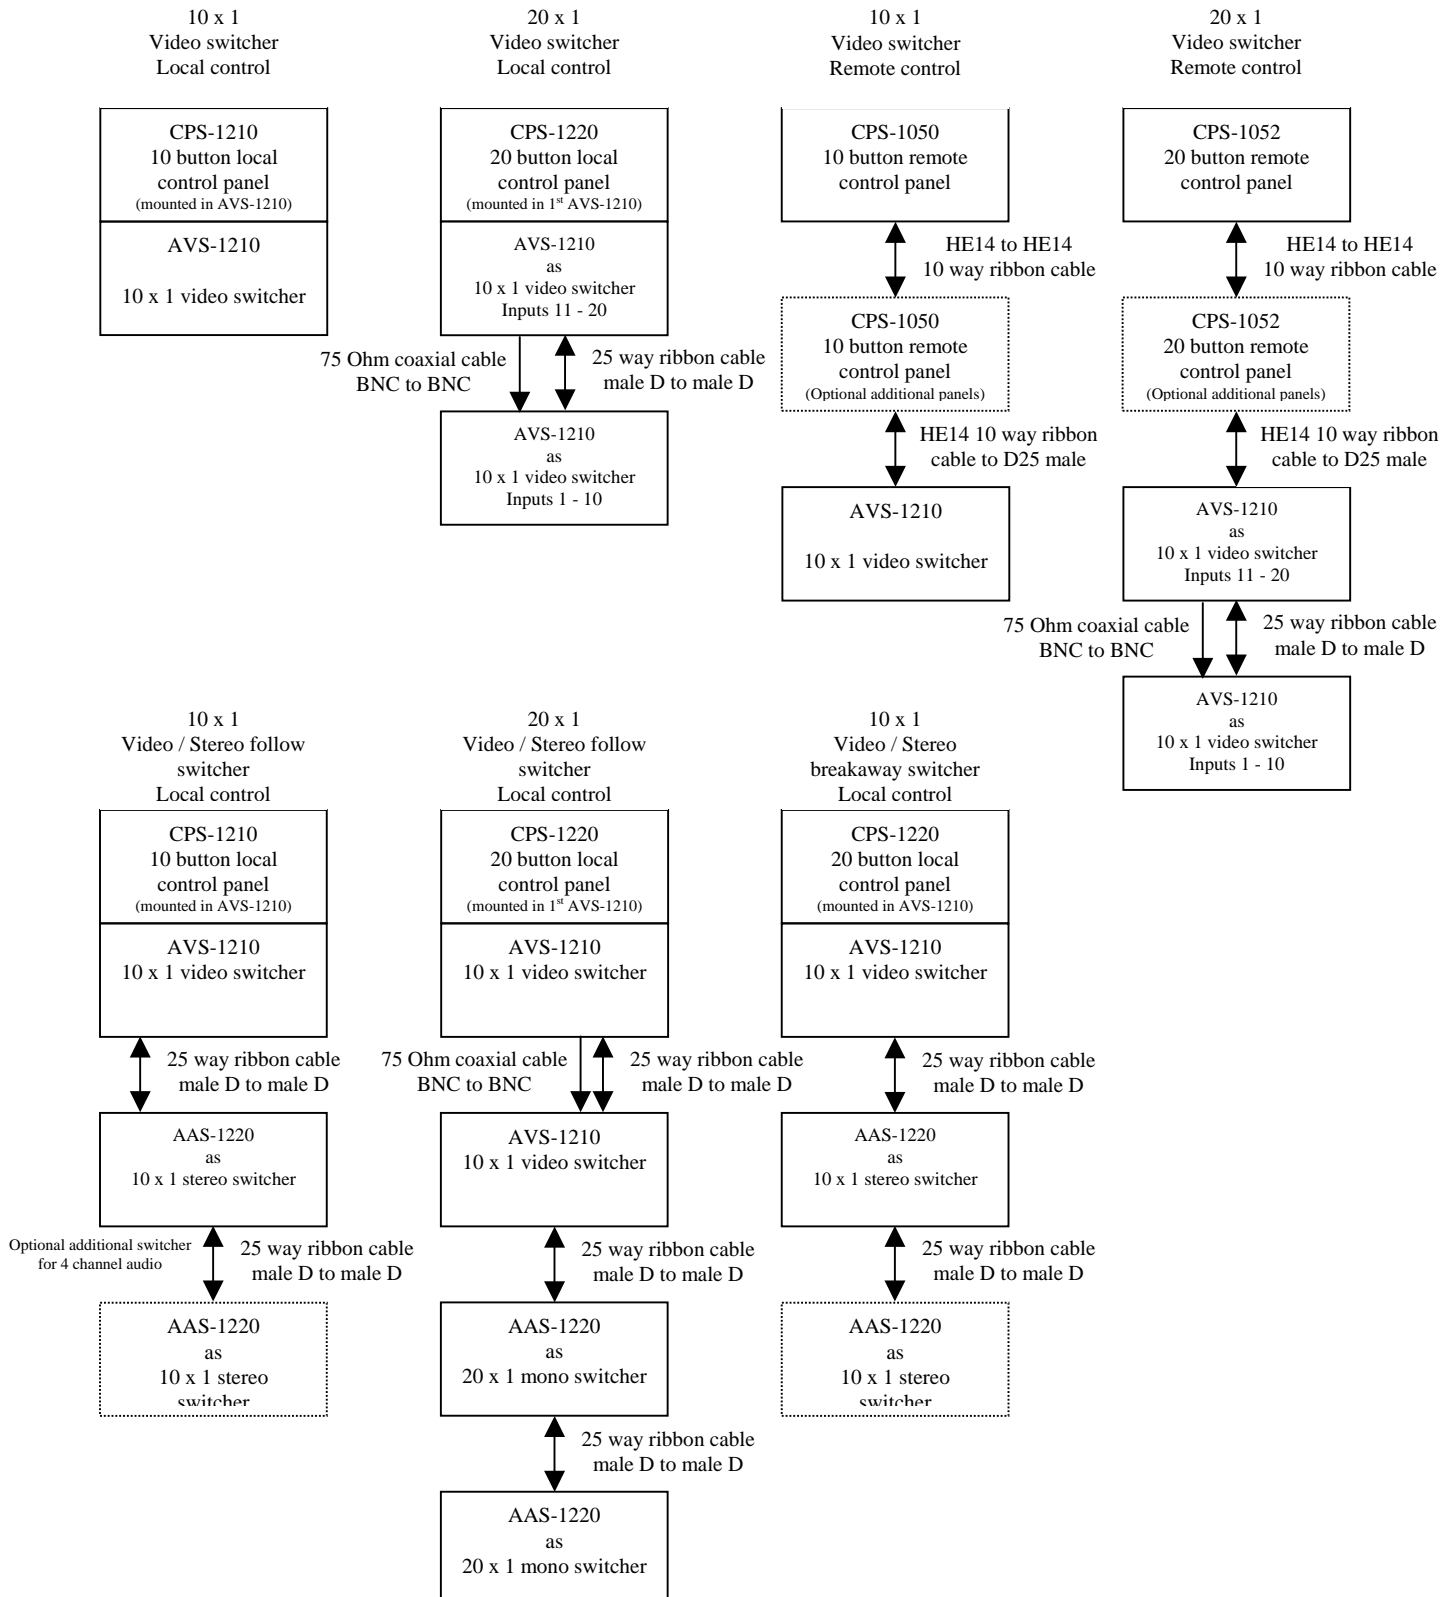 10 x 1
Video switcher
Local control
CPS-1210
10 button local
control panel
(mounted in AVS-1210)
AVS-1210
10 x 1 video switcher
20 x 1
Video switcher
Local control
CPS-1220
20 button local
control panel
(mounted in 1st AVS-1210)
AVS-1210
as
10 x 1 video switcher
Inputs 11 - 20
75 Ohm coaxial cable
BNC to BNC
25 way ribbon cable
male D to male D
AVS-1210
as
10 x 1 video switcher
Inputs 1 - 10
10 x 1
Video switcher
Remote control
CPS-1050
10 button remote
control panel
HE14 to HE14
10 way ribbon cable
CPS-1050
10 button remote
control panel
(Optional additional panels)
HE14 10 way ribbon
cable to D25 male
AVS-1210
10 x 1 video switcher
20 x 1
Video switcher
Remote control
CPS-1052
20 button remote
control panel
HE14 to HE14
10 way ribbon cable
CPS-1052
20 button remote
control panel
(Optional additional panels)
HE14 10 way ribbon
cable to D25 male
AVS-1210
as
10 x 1 video switcher
Inputs 11 - 20
75 Ohm coaxial cable
BNC to BNC
25 way ribbon cable
male D to male D
AVS-1210
as
10 x 1 video switcher
Inputs 1 - 10
10 x 1
Video / Stereo follow
switcher
Local control
CPS-1210
10 button local
control panel
(mounted in AVS-1210)
AVS-1210
10 x 1 video switcher
25 way ribbon cable
male D to male D
AAS-1220
as
10 x 1 stereo switcher
Optional additional switcher
for 4 channel audio
25 way ribbon cable
male D to male D
AAS-1220
as
10 x 1 stereo
switcher
20 x 1
Video / Stereo follow
switcher
Local control
CPS-1220
20 button local
control panel
(mounted in 1st AVS-1210)
AVS-1210
10 x 1 video switcher
75 Ohm coaxial cable
BNC to BNC
25 way ribbon cable
male D to male D
AVS-1210
10 x 1 video switcher
25 way ribbon cable
male D to male D
AAS-1220
as
20 x 1 mono switcher
25 way ribbon cable
male D to male D
AAS-1220
as
20 x 1 mono switcher
10 x 1
Video / Stereo
breakaway switcher
Local control
CPS-1220
20 button local
control panel
(mounted in AVS-1210)
AVS-1210
10 x 1 video switcher
25 way ribbon cable
male D to male D
AAS-1220
as
10 x 1 stereo switcher
25 way ribbon cable
male D to male D
AAS-1220
as
10 x 1 stereo
switcher